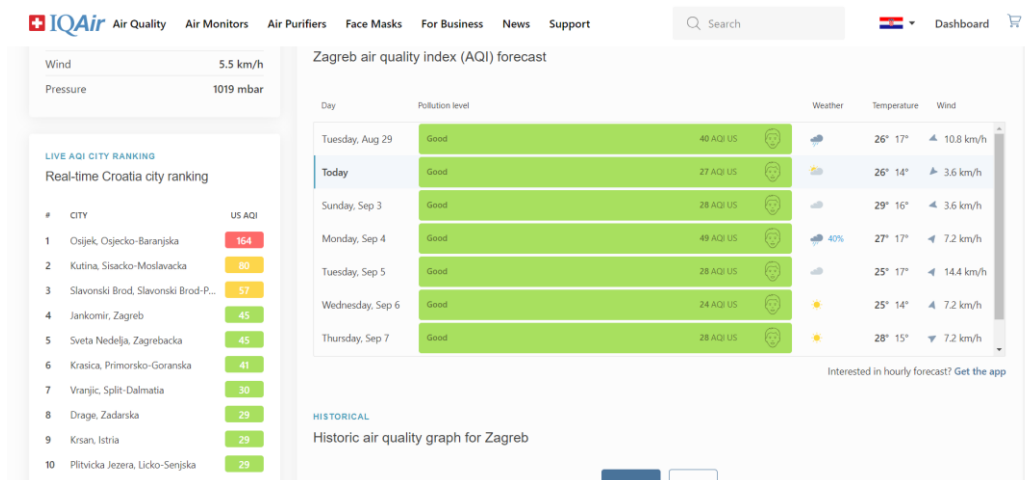 IQAir Air Quality Air Monitors Air Purifiers Face Masks For Business News Support Search Dashboard
Wind 5.5 km/h
Pressure 1019 mbar
LIVE AQI CITY RANKING
Real-time Croatia city ranking
# CITY US AQI
1 Osijek, Osjecko-Baranjska 164
2 Kutina, Sisacko-Moslavacka 80
3 Slavonski Brod, Slavonski Brod-P... 57
4 Jankomir, Zagreb 45
5 Sveta Nedelja, Zagrebacka 45
6 Krasica, Primorsko-Goranska 41
7 Vranjic, Split-Dalmatia 30
8 Drage, Zadarska 29
9 Krsan, Istria 29
10 Plitvicka Jezera, Licko-Senjska 29
Zagreb air quality index (AQI) forecast
Day Pollution level Weather Temperature Wind
Tuesday, Aug 29 Good 40 AQI US 26° 17° 10.8 km/h
Today Good 27 AQI US 26° 14° 3.6 km/h
Sunday, Sep 3 Good 28 AQI US 29° 16° 3.6 km/h
Monday, Sep 4 Good 49 AQI US 40% 27° 17° 7.2 km/h
Tuesday, Sep 5 Good 28 AQI US 25° 17° 14.4 km/h
Wednesday, Sep 6 Good 24 AQI US 25° 14° 7.2 km/h
Thursday, Sep 7 Good 28 AQI US 28° 15° 7.2 km/h
Interested in hourly forecast? Get the app
HISTORICAL
Historic air quality graph for Zagreb